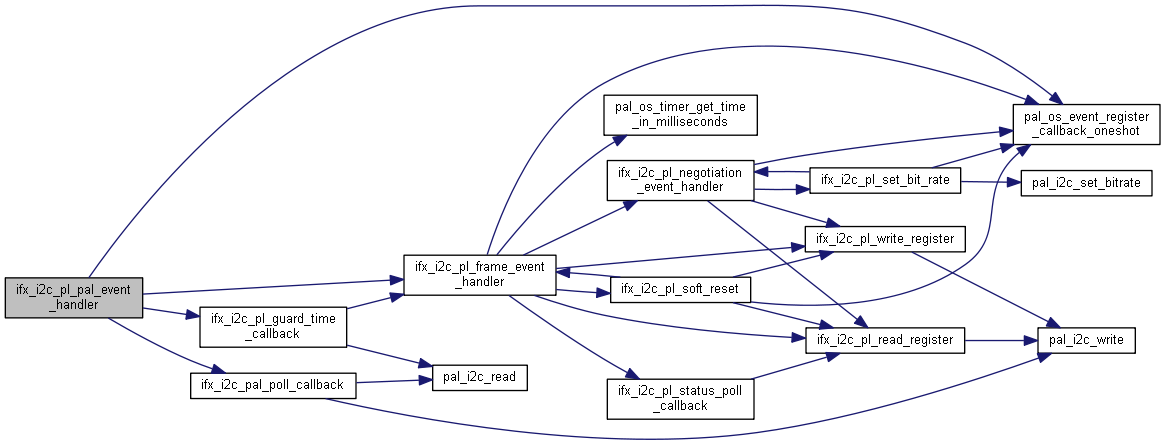 ifx_i2c_pl_pal_event
_handler
ifx_i2c_pl_guard_time
_callback
ifx_i2c_pal_poll_callback
ifx_i2c_pl_frame_event
_handler
pal_i2c_read
pal_os_timer_get_time
_in_milliseconds
ifx_i2c_pl_negotiation
_event_handler
ifx_i2c_pl_soft_reset
ifx_i2c_pl_status_poll
_callback
ifx_i2c_pl_set_bit_rate
ifx_i2c_pl_write_register
ifx_i2c_pl_read_register
pal_os_event_register
_callback_oneshot
pal_i2c_set_bitrate
pal_i2c_write